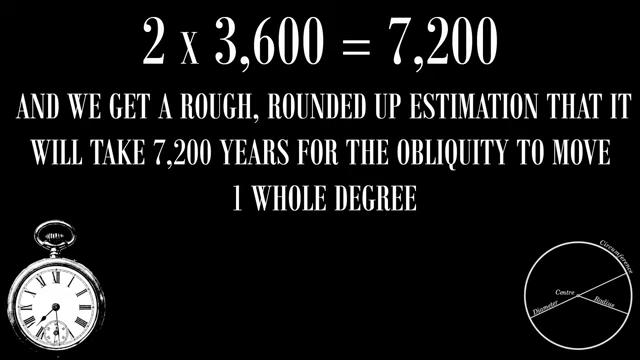 2 x 3,600 = 7,200
AND WE GET A ROUGH, ROUNDED UP ESTIMATION THAT IT
WILL TAKE 7,200 YEARS FOR THE OBLIQUITY TO MOVE
1 WHOLE DEGREE
Circumference
Centre
Diameter
Radius